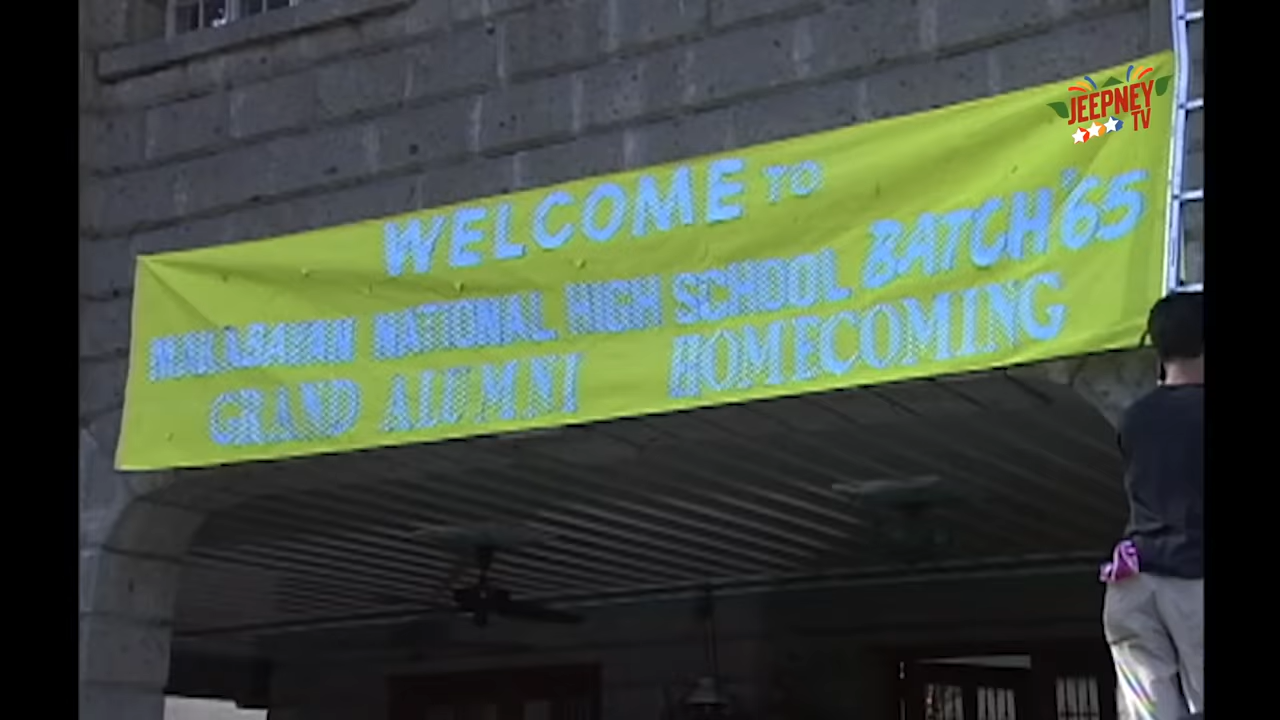 JEEPNEY
TV
WELCOME TO
NATIONAL HIGH SCHOOL BATCH '65
GRAND ALUMNI HOMECOMING